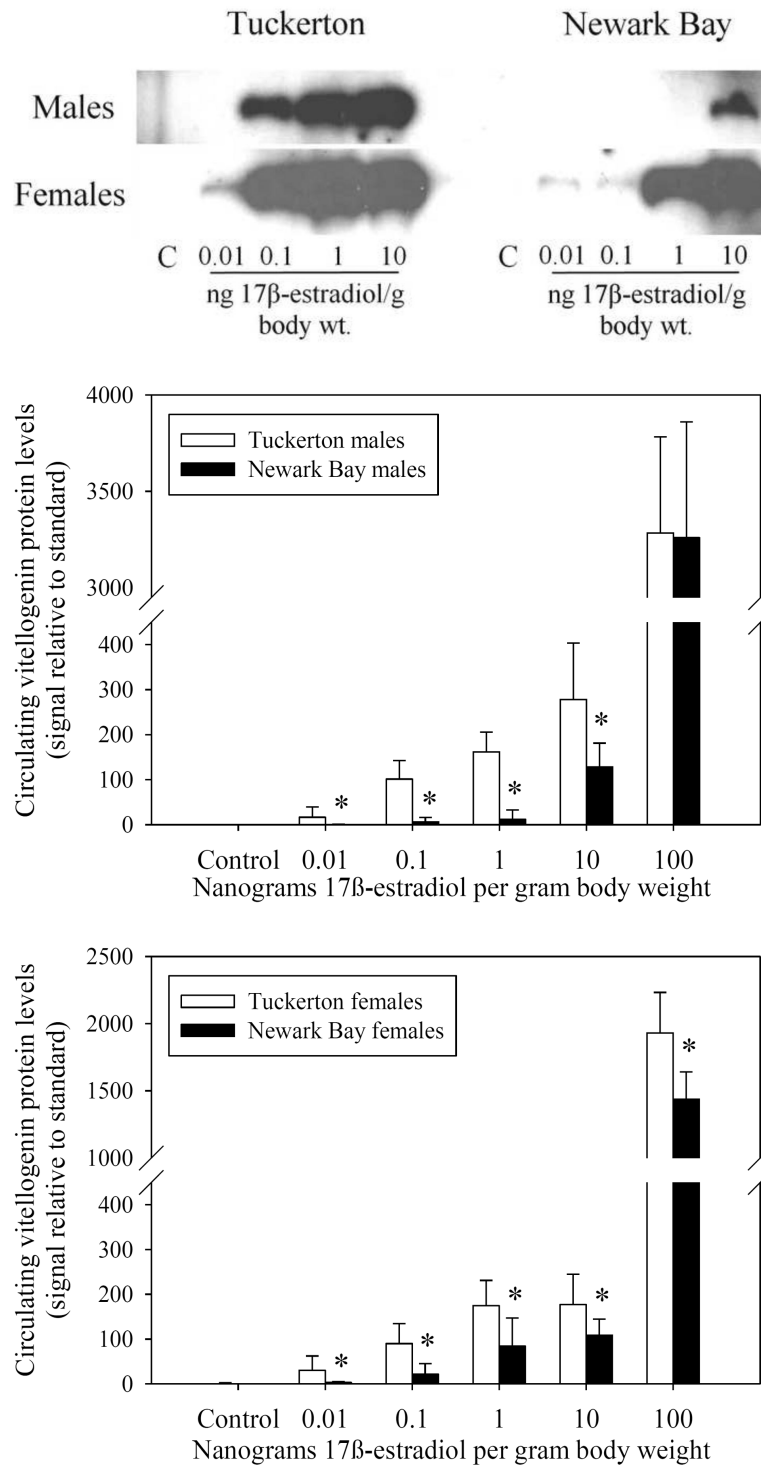 Tuckerton Newark Bay
Males
Females
C 0.01 0.1 1 10 C 0.01 0.1 1 10
ng 17β-estradiol/g ng 17β-estradiol/g
body wt. body wt.
Circulating vitellogenin protein levels
(signal relative to standard)
4000
3500
3000
400
300
200
100
0
Tuckerton males
Newark Bay males
* * * *
Control 0.01 0.1 1 10 100
Nanograms 17ß-estradiol per gram body weight
Circulating vitellogenin protein levels
(signal relative to standard)
2500
2000
1500
1000
400
300
200
100
0
Tuckerton females
Newark Bay females
* * * * *
Control 0.01 0.1 1 10 100
Nanograms 17ß-estradiol per gram body weight